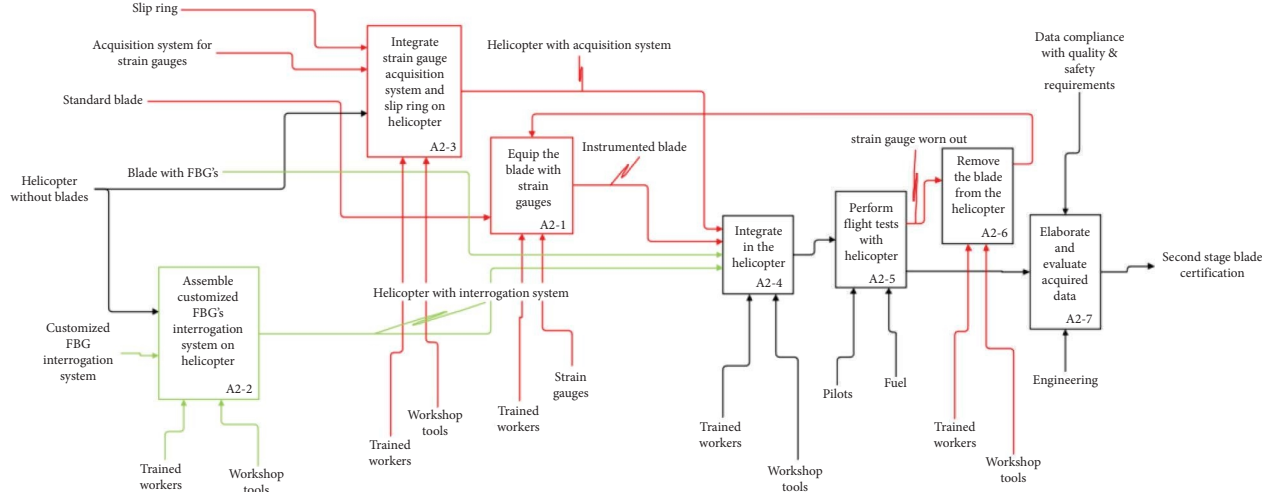 Slip ring
Acquisition system for
strain gauges
Standard blade
Helicopter
without blades
Blade with FBG's
Customized
FBG
interrogation
system
Integrate
strain gauge
acquisition
system and
slip ring on
helicopter
A2-3
Helicopter with acquisition system
Equip the
blade with
strain
gauges
A2-1
Instrumented blade
Assemble
customized
FBG's
interrogation
system on
helicopter
A2-2
Helicopter with interrogation system
Integrate
in the
helicopter
A2-4
Perform
flight tests
with
helicopter
A2-5
strain gauge worn out
Remove
the blade
from the
helicopter
A2-6
Data compliance
with quality &
safety
requirements
Elaborate
and
evaluate
acquired
data
A2-7
Second stage blade
certification
Trained
workers
Workshop
tools
Trained
workers
Workshop
tools
Trained
workers
Strain
gauges
Trained
workers
Workshop
tools
Pilots
Fuel
Trained
workers
Workshop
tools
Engineering